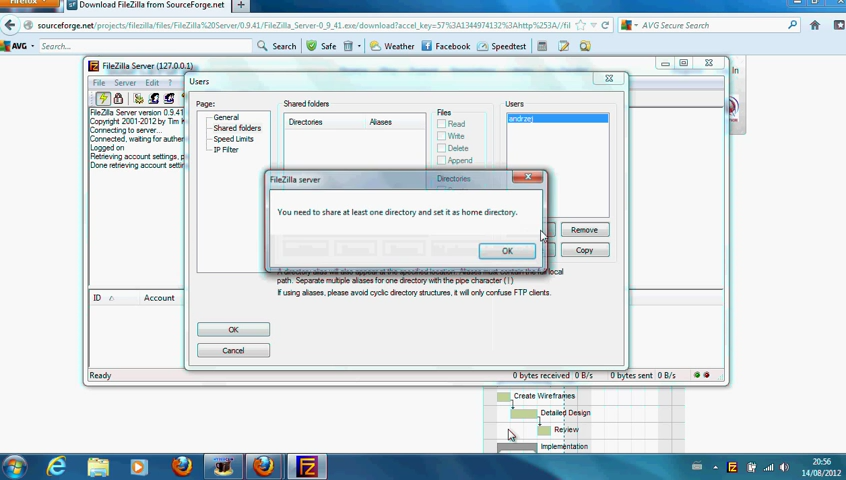 Firefox
Download FileZilla from SourceForge.net
sourceforge.net/projects/filezilla/files/FileZilla%20Server/0.9.41/FileZilla_Server-0_9_41.exe/download?accel_key=57%3A1344974132%3Ahttp%253A//fil
AVG Secure Search
AVG
Search...
Search
Safe
Weather
Facebook
Speedtest
FileZilla Server (127.0.0.1)
File Server Edit ?
FileZilla Server version 0.9.41
Copyright 2001-2012 by Tim K
Connecting to server...
Connected, waiting for authen
Logged on
Retrieving account settings, p
Done retrieving account settin
Users
Page:
General
Shared folders
Speed Limits
IP Filter
Shared folders
Directories Aliases
Files
Read
Write
Delete
Append
Directories
Users
andrzej
Remove
Copy
FileZilla server
You need to share at least one directory and set it as home directory.
OK
A directory alias will also appear at the specified location. Aliases must contain the full local
path. Separate multiple aliases for one directory with the pipe character (|)
If using aliases, please avoid cyclic directory structures, it will only confuse FTP clients.
OK
Cancel
ID Account
Ready
0 bytes received 0 B/s 0 bytes sent 0 B/s
In
Create Wireframes
Detailed Design
Review
Implementation
20:56
14/08/2012